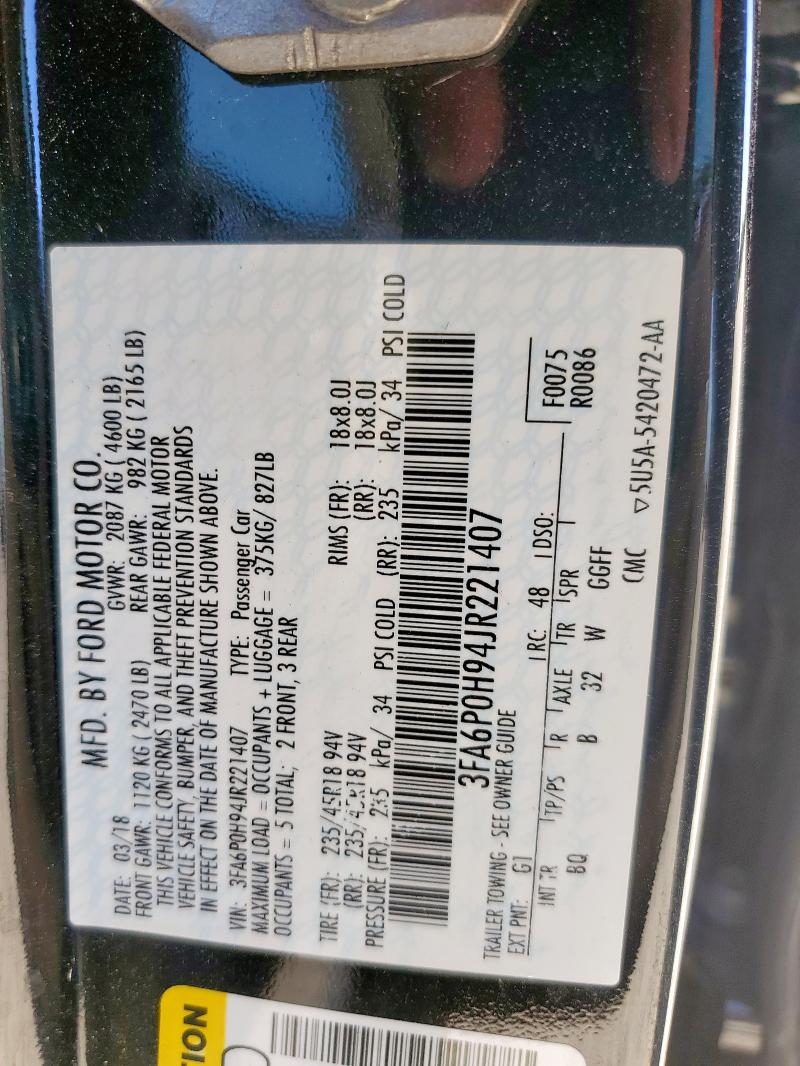 MFD. BY FORD MOTOR CO.
DATE: 03/18 GVWR: 2087 KG ( 4600 LB)
FRONT GAWR: 1120 KG ( 2470 LB) REAR GAWR: 982 KG ( 2165 LB)
THIS VEHICLE CONFORMS TO ALL APPLICABLE FEDERAL MOTOR
VEHICLE SAFETY, BUMPER, AND THEFT PREVENTION STANDARDS
IN EFFECT ON THE DATE OF MANUFACTURE SHOWN ABOVE.
VIN: 3FA6P0H94JR221407 TYPE: Passenger Car
MAXIMUM LOAD = OCCUPANTS + LUGGAGE = 375KG/ 827LB
OCCUPANTS = 5 TOTAL; 2 FRONT, 3 REAR
TIRE (FR): 235/45R18 94V RIMS (FR): 18x8.0J
(RR): 235/45R18 94V (RR): 18x8.0J
PRESSURE (FR): 235 kPa/ 34 PSI COLD (RR): 235 kPa/ 34 PSI COLD
3FA6P0H94JR221407
TRAILER TOWING - SEE OWNER GUIDE
EXT PNT: G1 RC: 48 DSO: F0075
R0086
INT TR TP/PS R AXLE TR SPR
BQ B 32 W GGFF
CMC ▽5U5A-5420472-AA